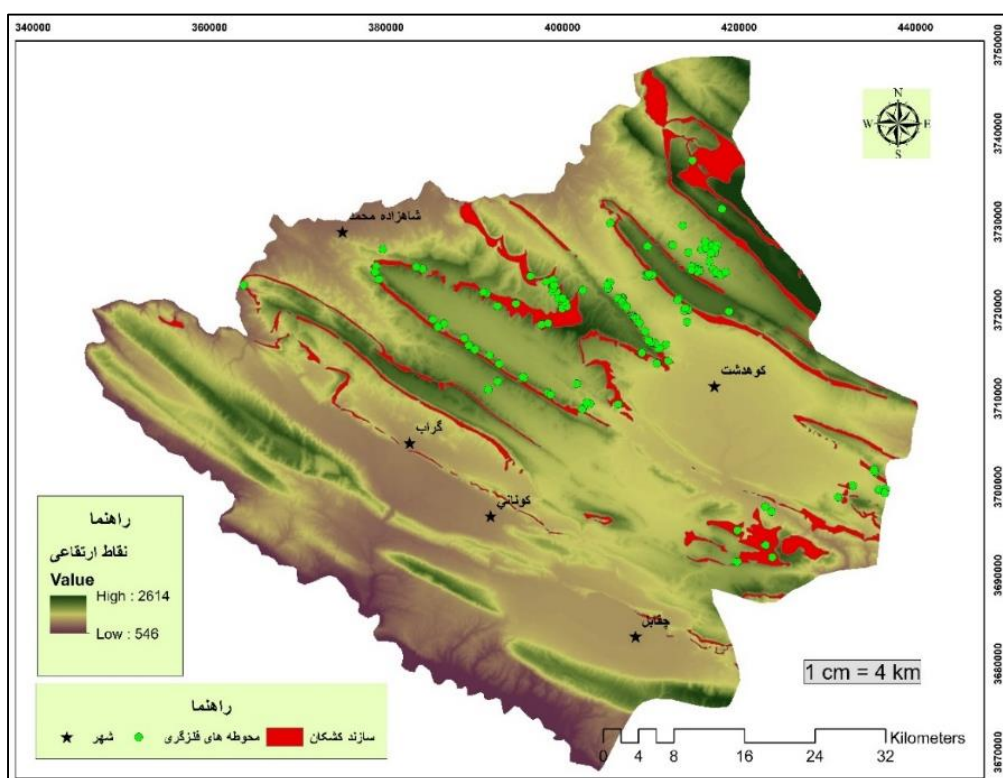 340000 360000 380000 400000 420000 440000
3750000
3740000
3730000
3720000
3710000
3700000
3690000
3680000
3670000
N
W E
S
شاهزاده محمد
کوهدشت
گراب
کونانی
چقابل
راهنما
نقاط ارتفاعی
Value
High : 2614
Low : 546
1 cm = 4 km
راهنما
سازند کشکان محوطه های فلزگری شهر
Kilometers
0 4 8 16 24 32